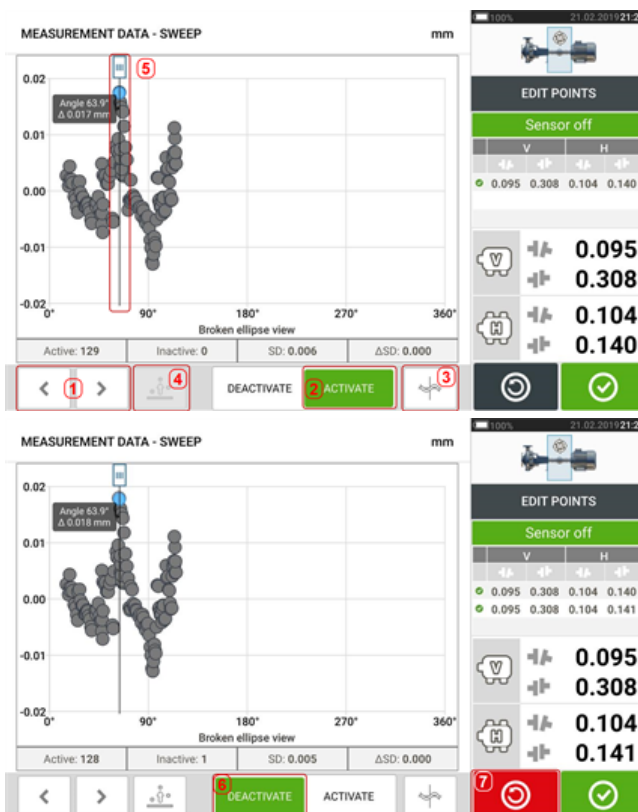 100% 21.02.2019 21:2
MEASUREMENT DATA - SWEEP mm
5
0.02
0.01
0.00
-0.01
-0.02
Angle 63.9°
Δ 0.017 mm
0° 90° 180° 270° 360°
Broken ellipse view
Active: 129 Inactive: 0 SD: 0.006 ΔSD: 0.000
1 4 DEACTIVATE 2 ACTIVATE 3
EDIT POINTS
Sensor off
V H
0.095 0.308 0.104 0.140
V 0.095
0.308
H 0.104
0.140
100% 21.02.2019 21:2
MEASUREMENT DATA - SWEEP mm
0.02
0.01
0.00
-0.01
-0.02
Angle 63.9°
Δ 0.018 mm
0° 90° 180° 270° 360°
Broken ellipse view
Active: 128 Inactive: 1 SD: 0.005 ΔSD: 0.000
6 DEACTIVATE ACTIVATE
EDIT POINTS
Sensor off
V H
0.095 0.308 0.104 0.140
0.095 0.308 0.104 0.141
V 0.095
0.308
H 0.104
0.141
7